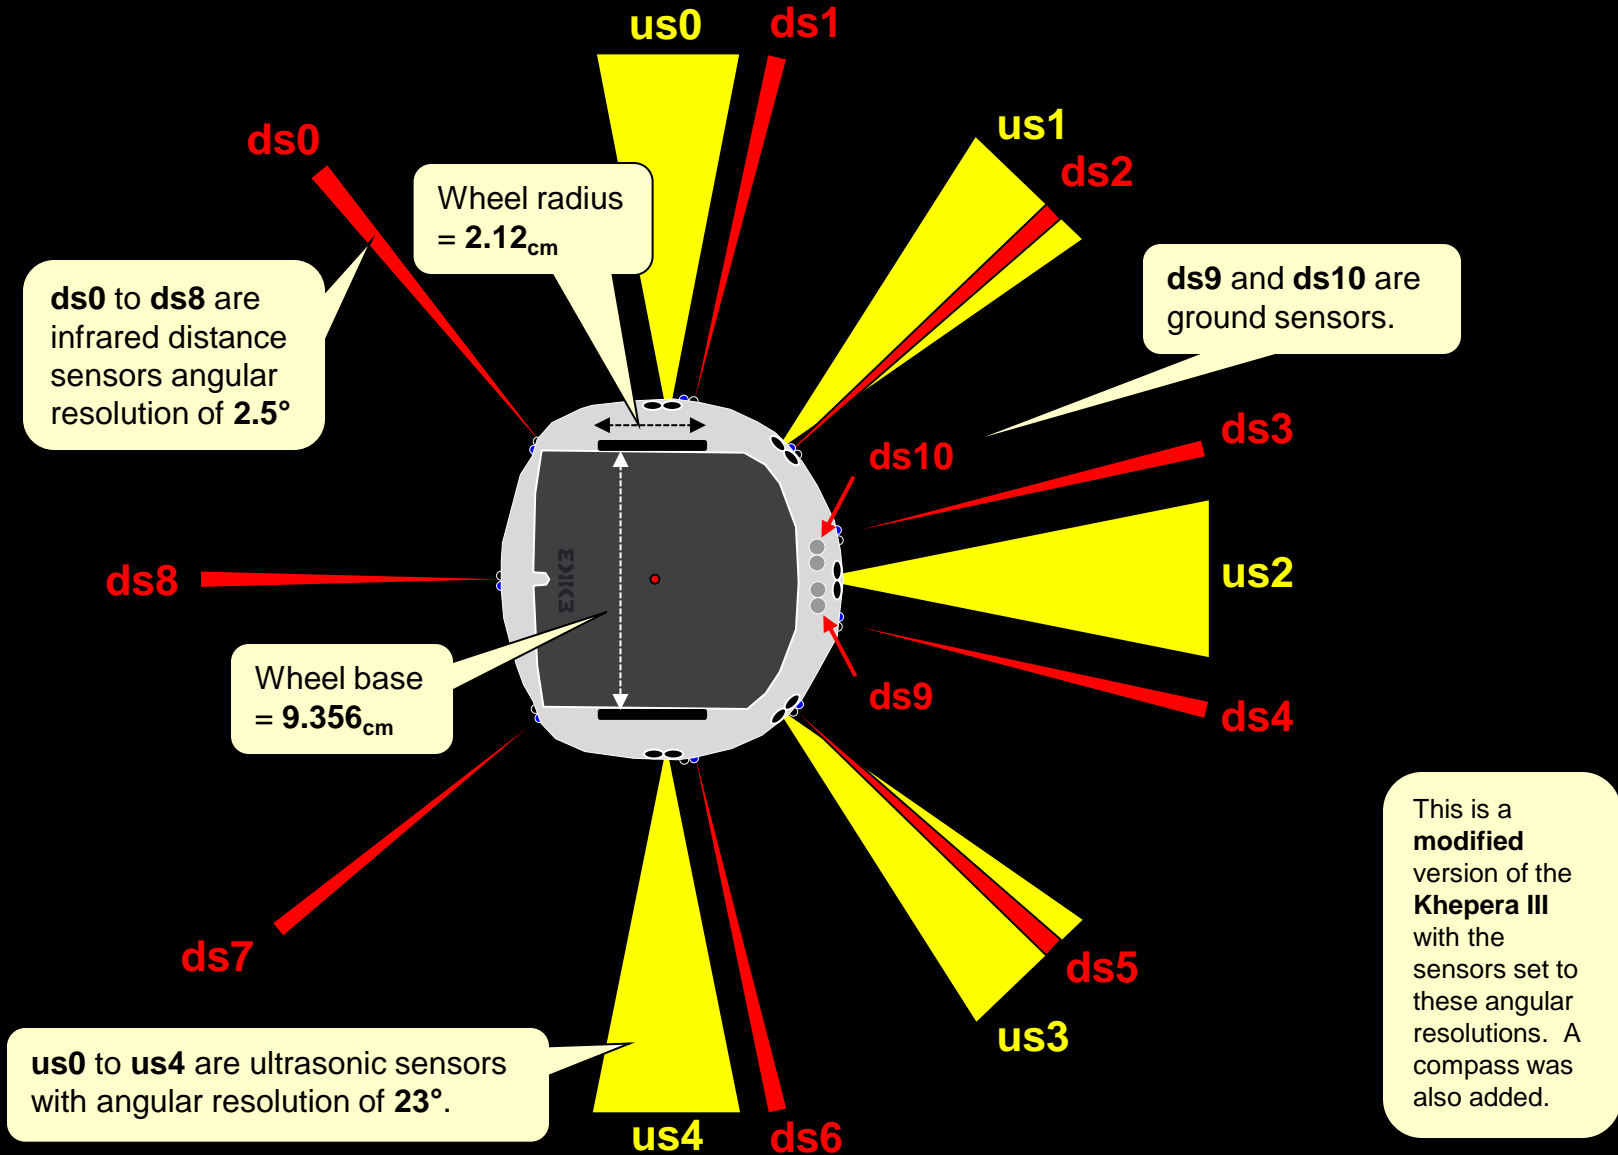 us0
ds1
us1
ds0
ds2
Wheel radius
= 2.12cm
ds9 and ds10 are
ground sensors.
ds0 to ds8 are
infrared distance
sensors angular
resolution of 2.5°
ds3
ds10
us2
ds8
Wheel base
= 9.356cm
ds9
ds4
This is a
modified
version of the
Khepera III
with the
sensors set to
these angular
resolutions. A
compass was
also added.
ds7
ds5
us3
us0 to us4 are ultrasonic sensors
with angular resolution of 23°.
us4
ds6